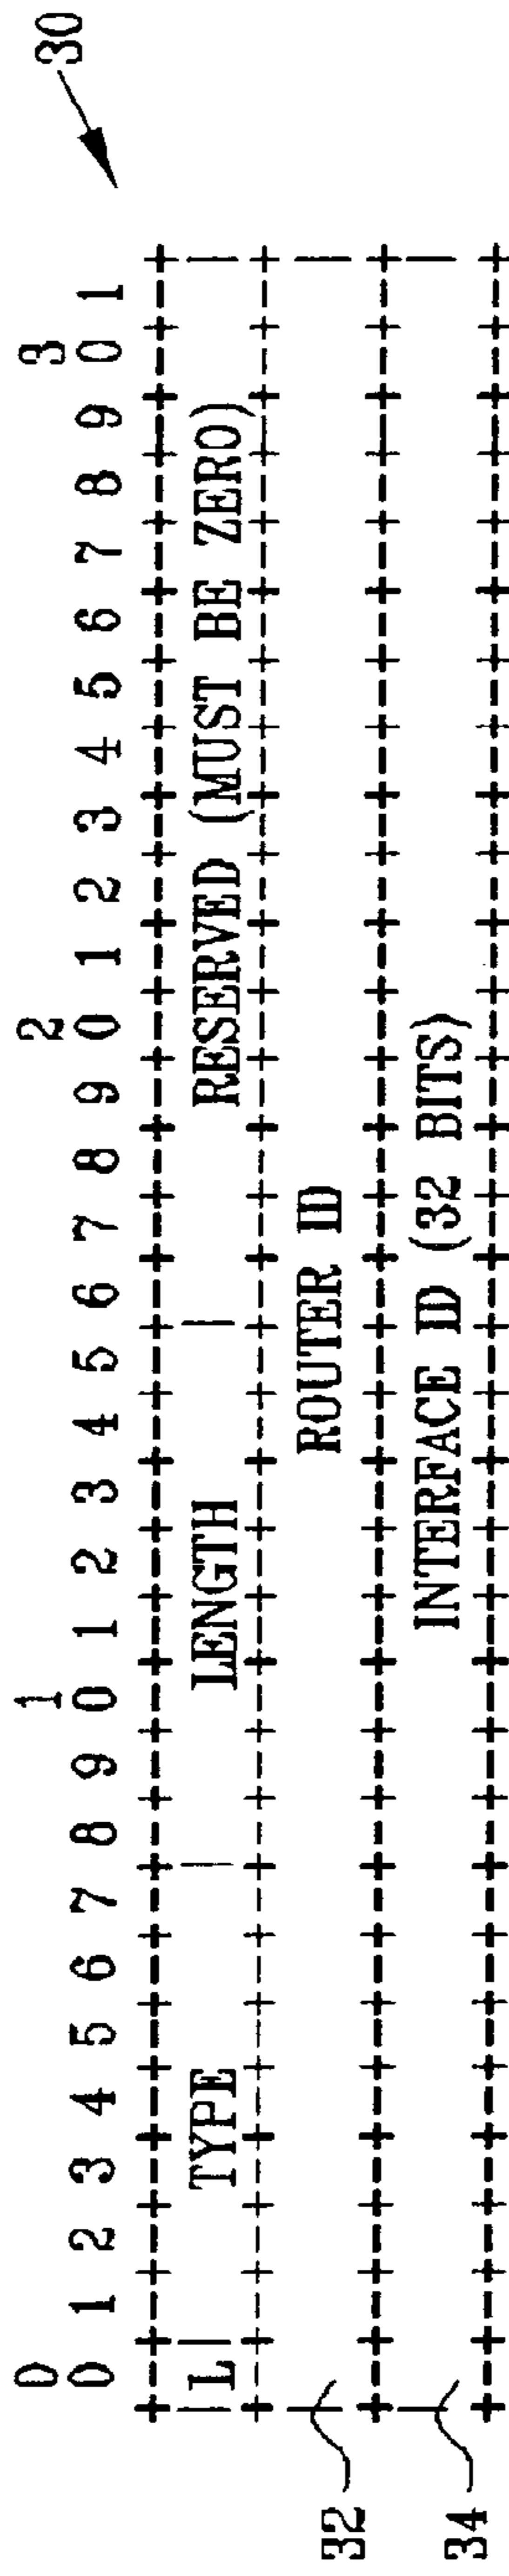 30
0 1 2 3
0 1 2 3 4 5 6 7 8 9 0 1 2 3 4 5 6 7 8 9 0 1 2 3 4 5 6 7 8 9 0 1
+-+-+-+-+-+-+-+-+-+-+-+-+-+-+-+-+-+-+-+-+-+-+-+-+-+-+-+-+-+-+-+-+
|L| TYPE | LENGTH | RESERVED (MUST BE ZERO) |
+-+-+-+-+-+-+-+-+-+-+-+-+-+-+-+-+-+-+-+-+-+-+-+-+-+-+-+-+-+-+-+-+
32 | ROUTER ID |
+-+-+-+-+-+-+-+-+-+-+-+-+-+-+-+-+-+-+-+-+-+-+-+-+-+-+-+-+-+-+-+-+
34 | INTERFACE ID (32 BITS) |
+-+-+-+-+-+-+-+-+-+-+-+-+-+-+-+-+-+-+-+-+-+-+-+-+-+-+-+-+-+-+-+-+